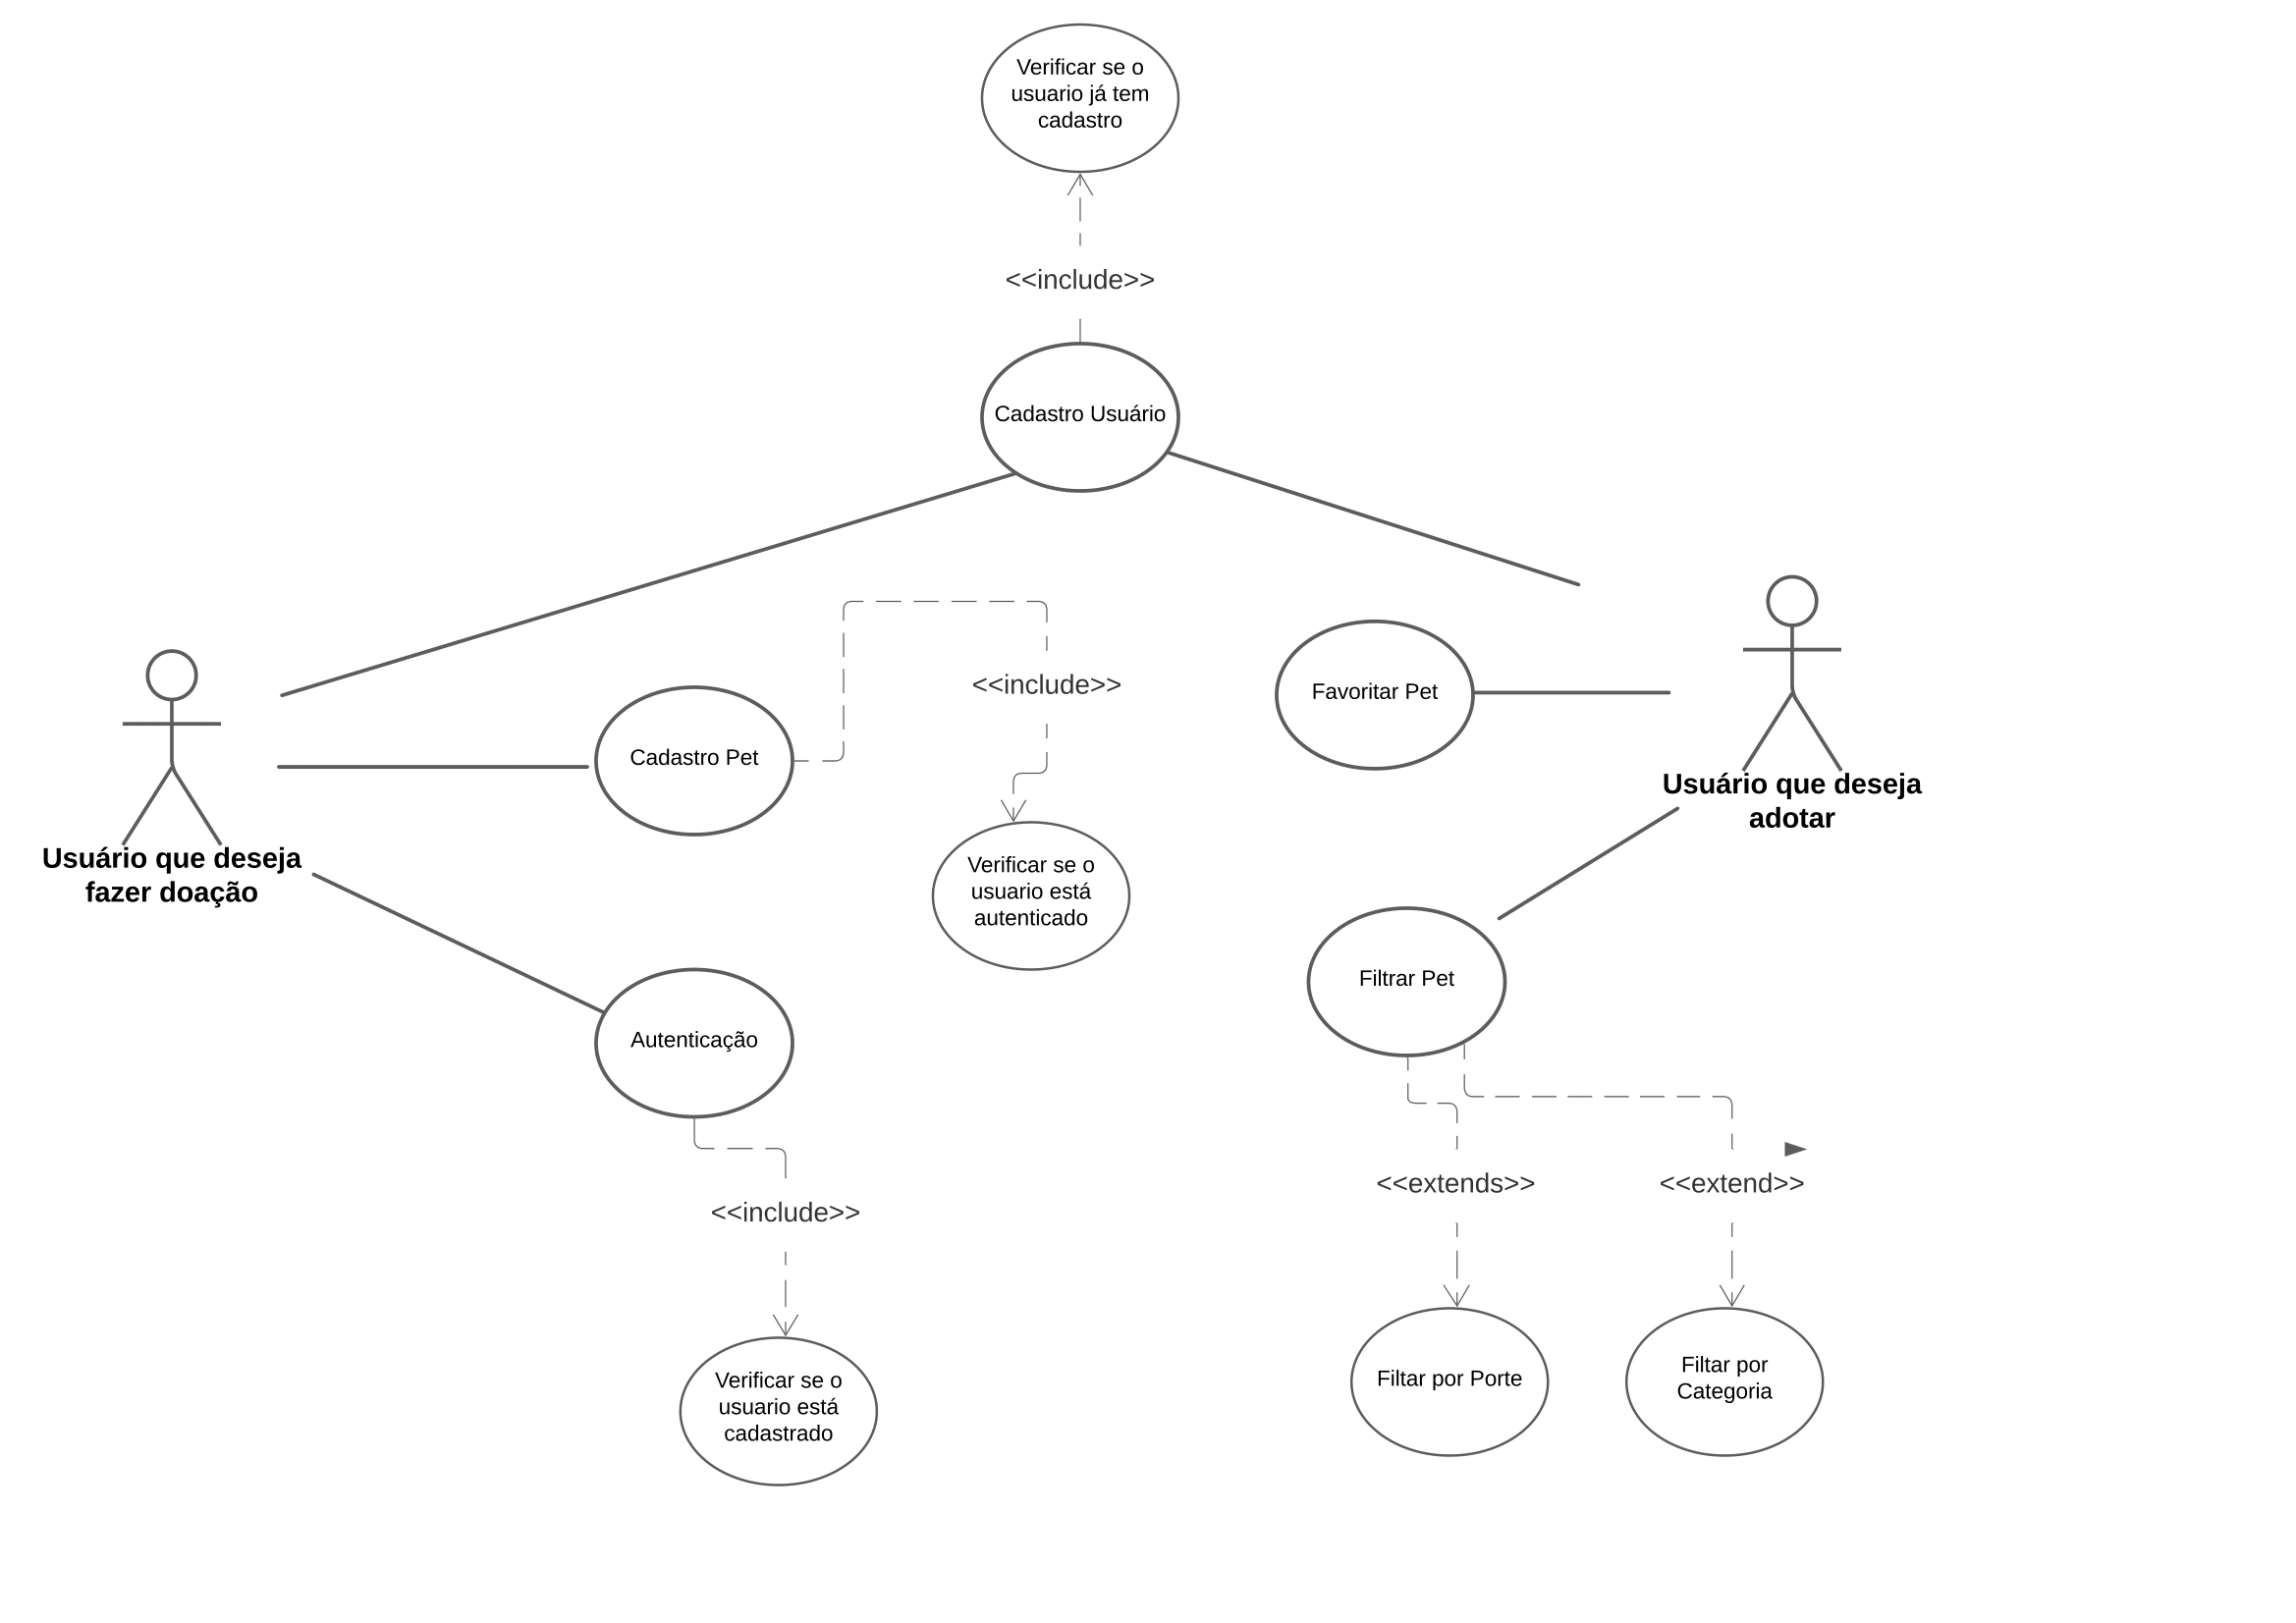 Verificar se o
usuario já tem
cadastro
<<include>>
Cadastro Usuário
<<include>>
Favoritar Pet
Cadastro Pet
Usuário que deseja
adotar
Usuário que deseja
fazer doação
Verificar se o
usuario está
autenticado
Filtrar Pet
Autenticação
<<extends>>
<<extend>>
<<include>>
Filtar por Porte
Filtar por
Categoria
Verificar se o
usuario está
cadastrado